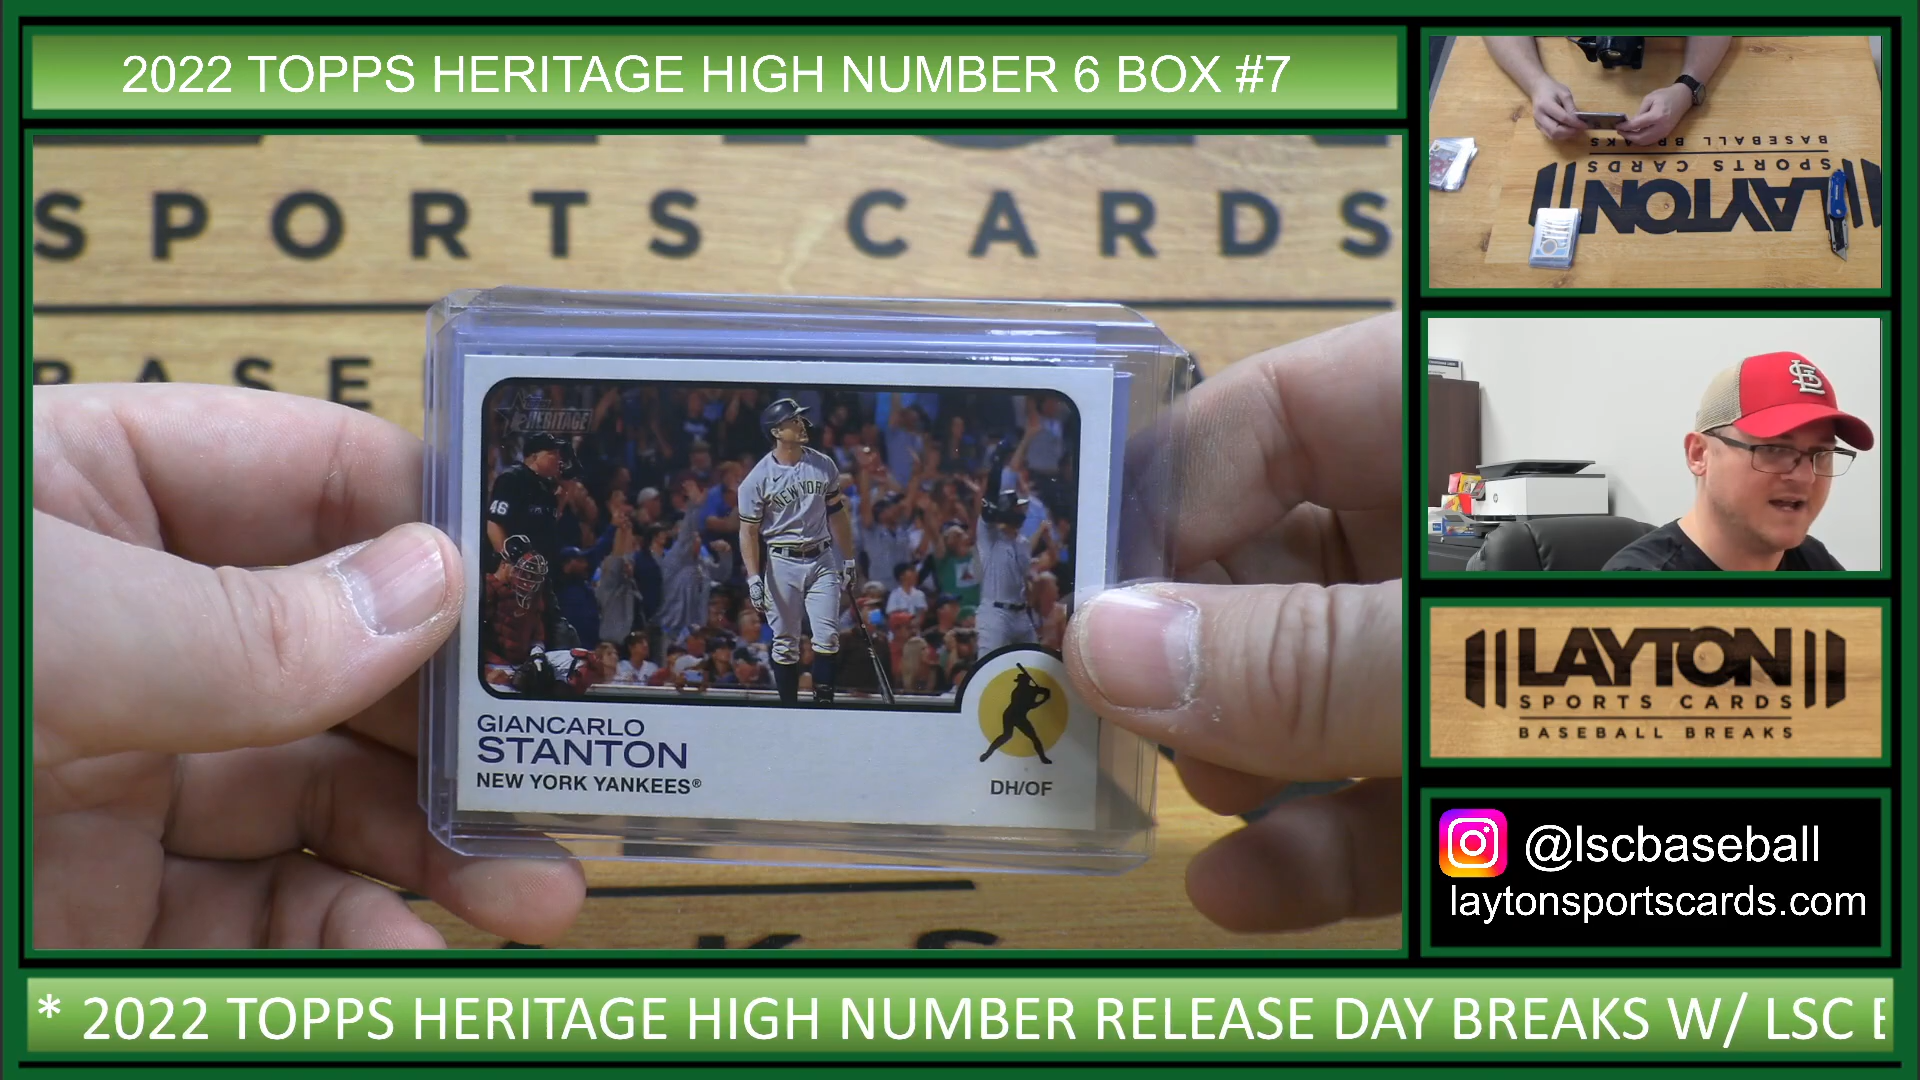 2022 TOPPS HERITAGE HIGH NUMBER 6 BOX #7
SPORTS CARDS
BASE
HERITAGE
46
NEW YORK
GIANCARLO
STANTON
NEW YORK YANKEES®
DH/OF
BASEBALL BREAKS
SPORTS CARDS
LAYTON
STL
LAYTON
SPORTS CARDS
BASEBALL BREAKS
@lscbaseball
laytonsportscards.com
* 2022 TOPPS HERITAGE HIGH NUMBER RELEASE DAY BREAKS W/ LSC